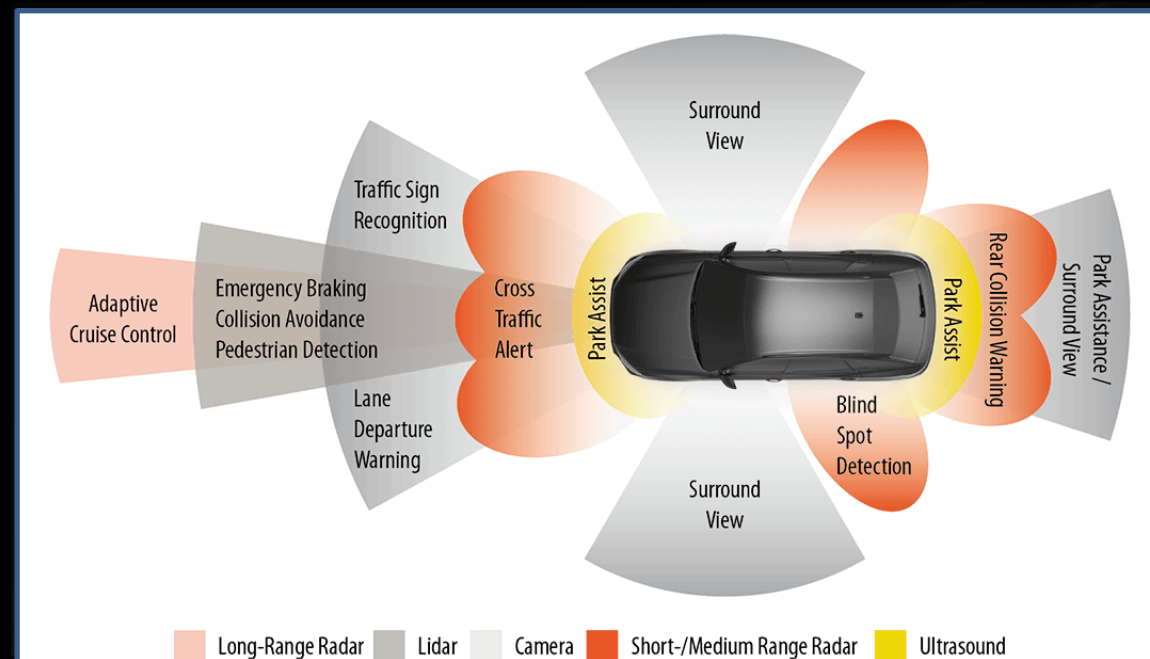 Surround
View
Traffic Sign
Recognition
Adaptive
Cruise Control
Emergency Braking
Collision Avoidance
Pedestrian Detection
Cross
Traffic
Alert
Park Assist
Park Assist
Rear Collision Warning
Park Assistance /
Surround View
Lane
Departure
Warning
Blind
Spot
Detection
Surround
View
Long-Range Radar
Lidar
Camera
Short-/Medium Range Radar
Ultrasound